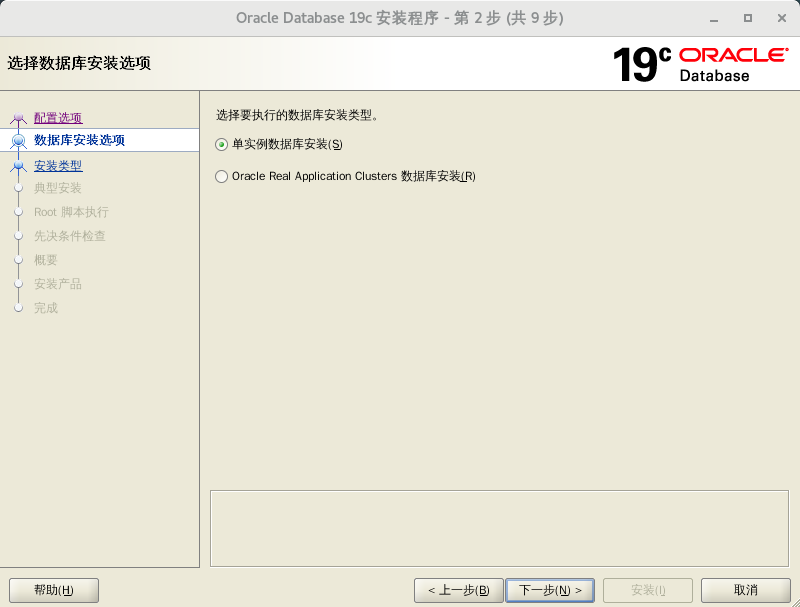 Oracle Database 19c 安装程序 - 第 2 步 (共 9 步)
选择数据库安装选项
19c ORACLE Database
配置选项
数据库安装选项
安装类型
典型安装
Root 脚本执行
先决条件检查
概要
安装产品
完成
选择要执行的数据库安装类型。
单实例数据库安装(S)
Oracle Real Application Clusters 数据库安装(R)
帮助(H)
< 上一步(B)
下一步(N) >
安装(I)
取消